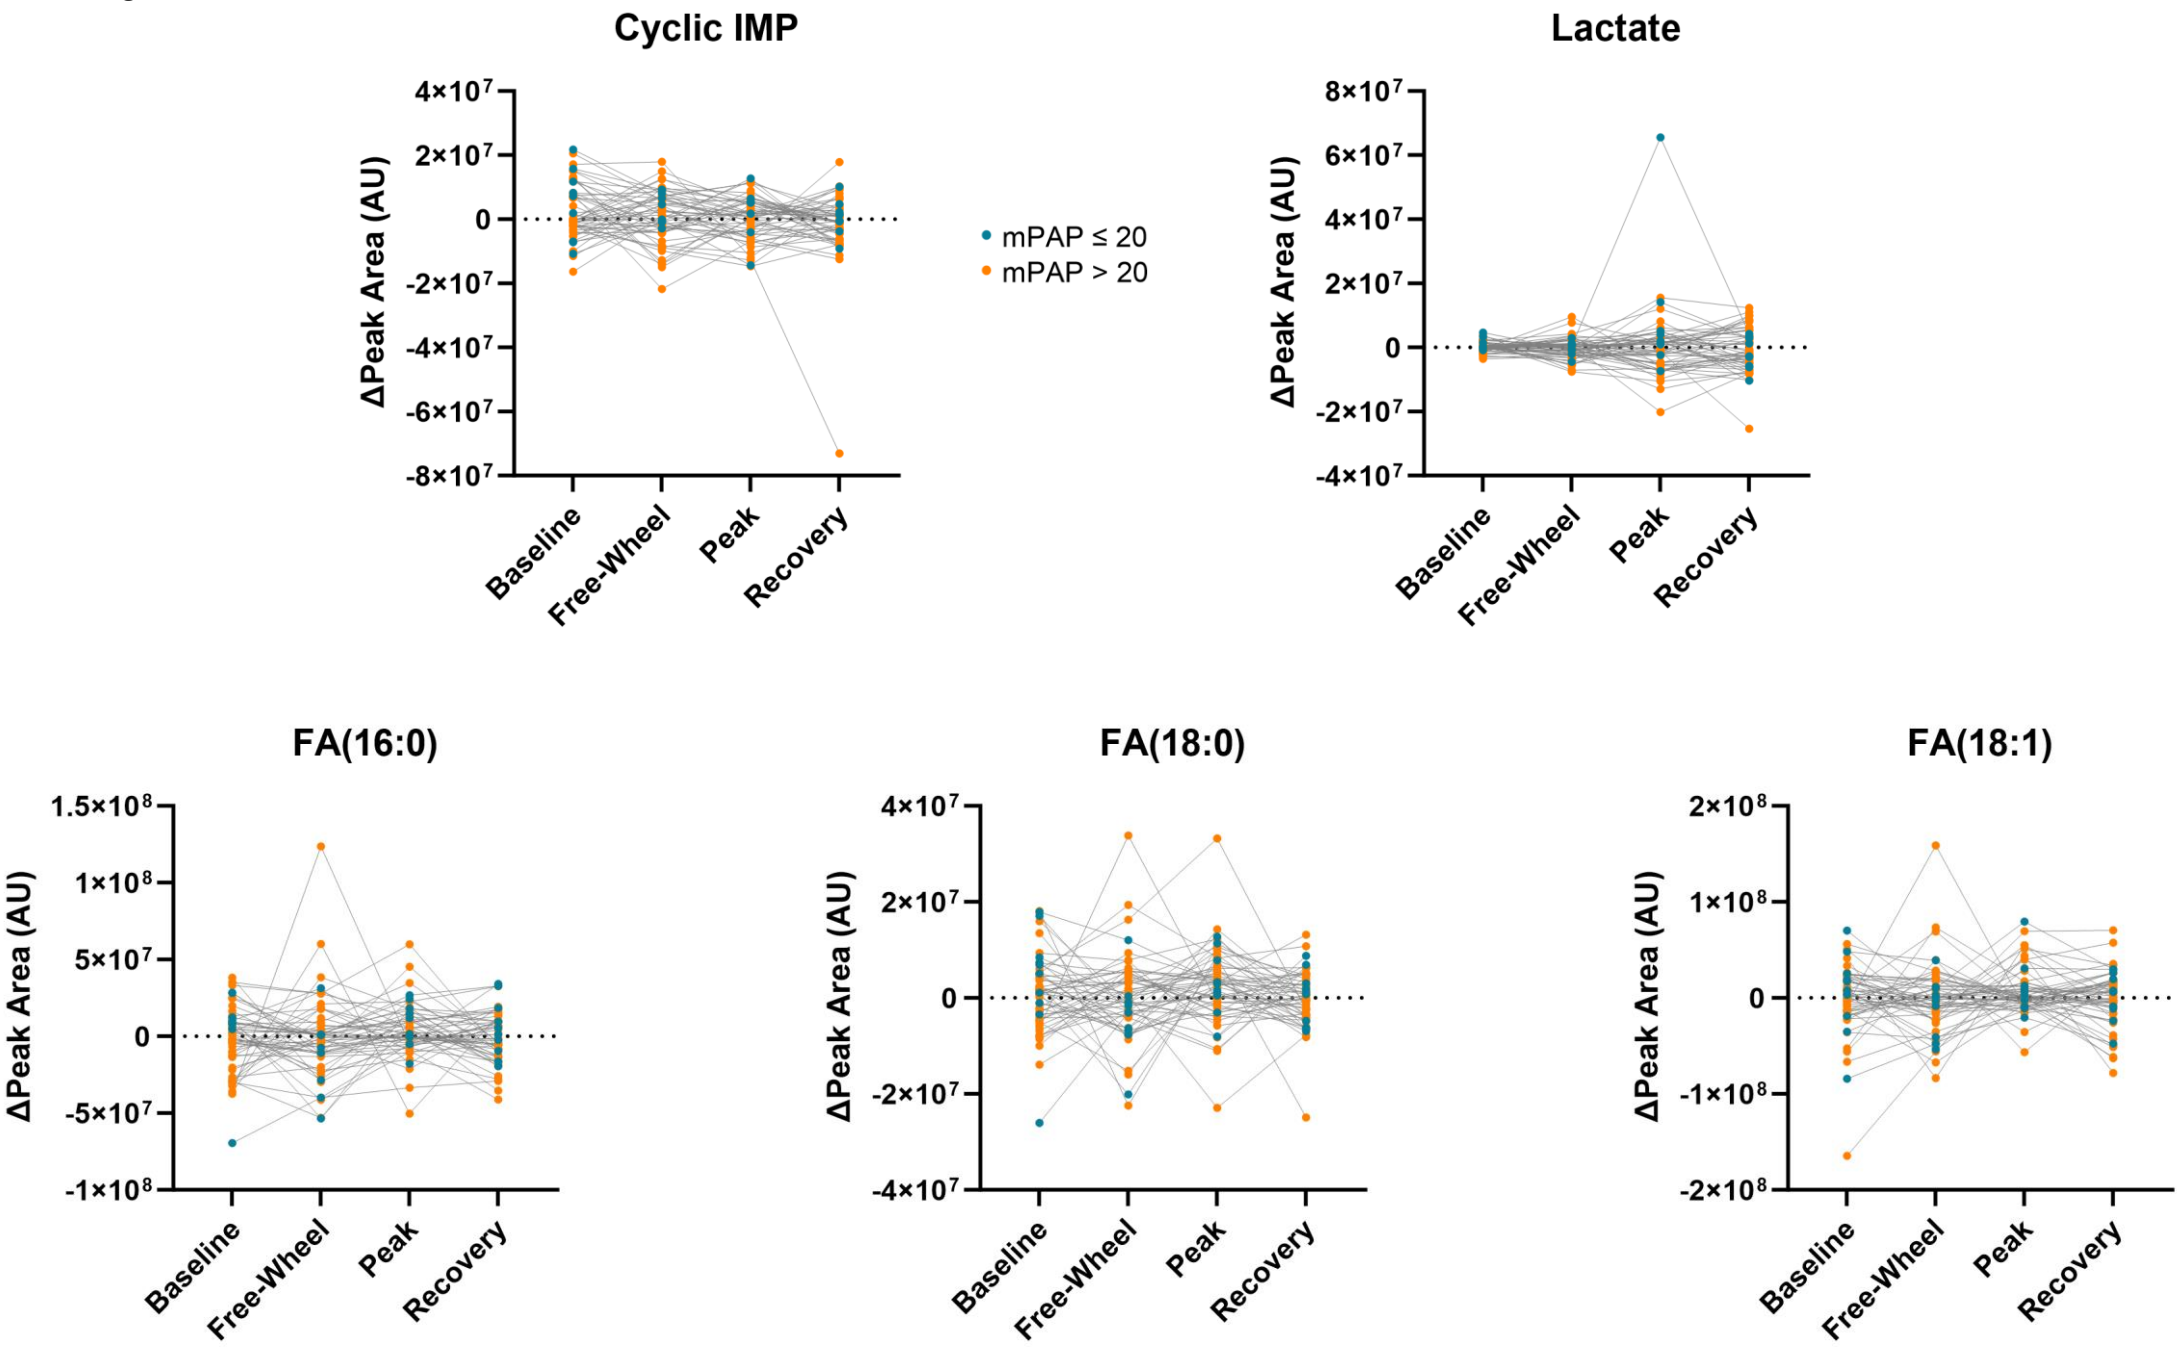 Cyclic IMP
ΔPeak Area (AU)
4×10⁷
2×10⁷
0
-2×10⁷
-4×10⁷
-6×10⁷
-8×10⁷
Baseline
Free-Wheel
Peak
Recovery
mPAP ≤ 20
mPAP > 20
Lactate
ΔPeak Area (AU)
8×10⁷
6×10⁷
4×10⁷
2×10⁷
0
-2×10⁷
-4×10⁷
Baseline
Free-Wheel
Peak
Recovery
FA(16:0)
ΔPeak Area (AU)
1.5×10⁸
1×10⁸
5×10⁷
0
-5×10⁷
-1×10⁸
Baseline
Free-Wheel
Peak
Recovery
FA(18:0)
ΔPeak Area (AU)
4×10⁷
2×10⁷
0
-2×10⁷
-4×10⁷
Baseline
Free-Wheel
Peak
Recovery
FA(18:1)
ΔPeak Area (AU)
2×10⁸
1×10⁸
0
-1×10⁸
-2×10⁸
Baseline
Free-Wheel
Peak
Recovery